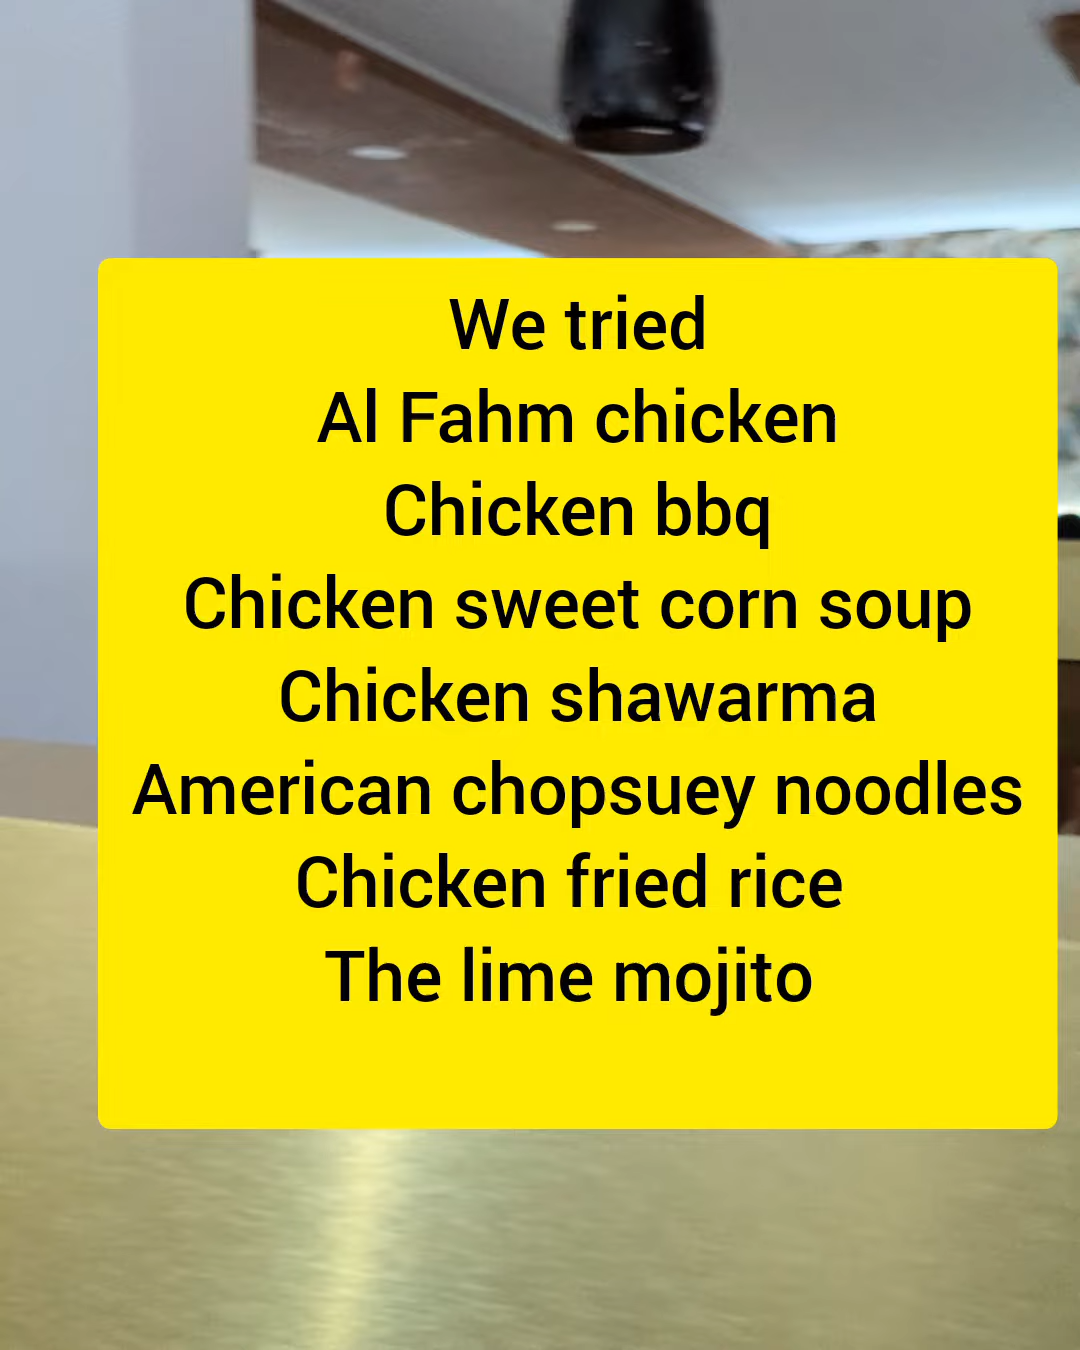 We tried
Al Fahm chicken
Chicken bbq
Chicken sweet corn soup
Chicken shawarma
American chopsuey noodles
Chicken fried rice
The lime mojito